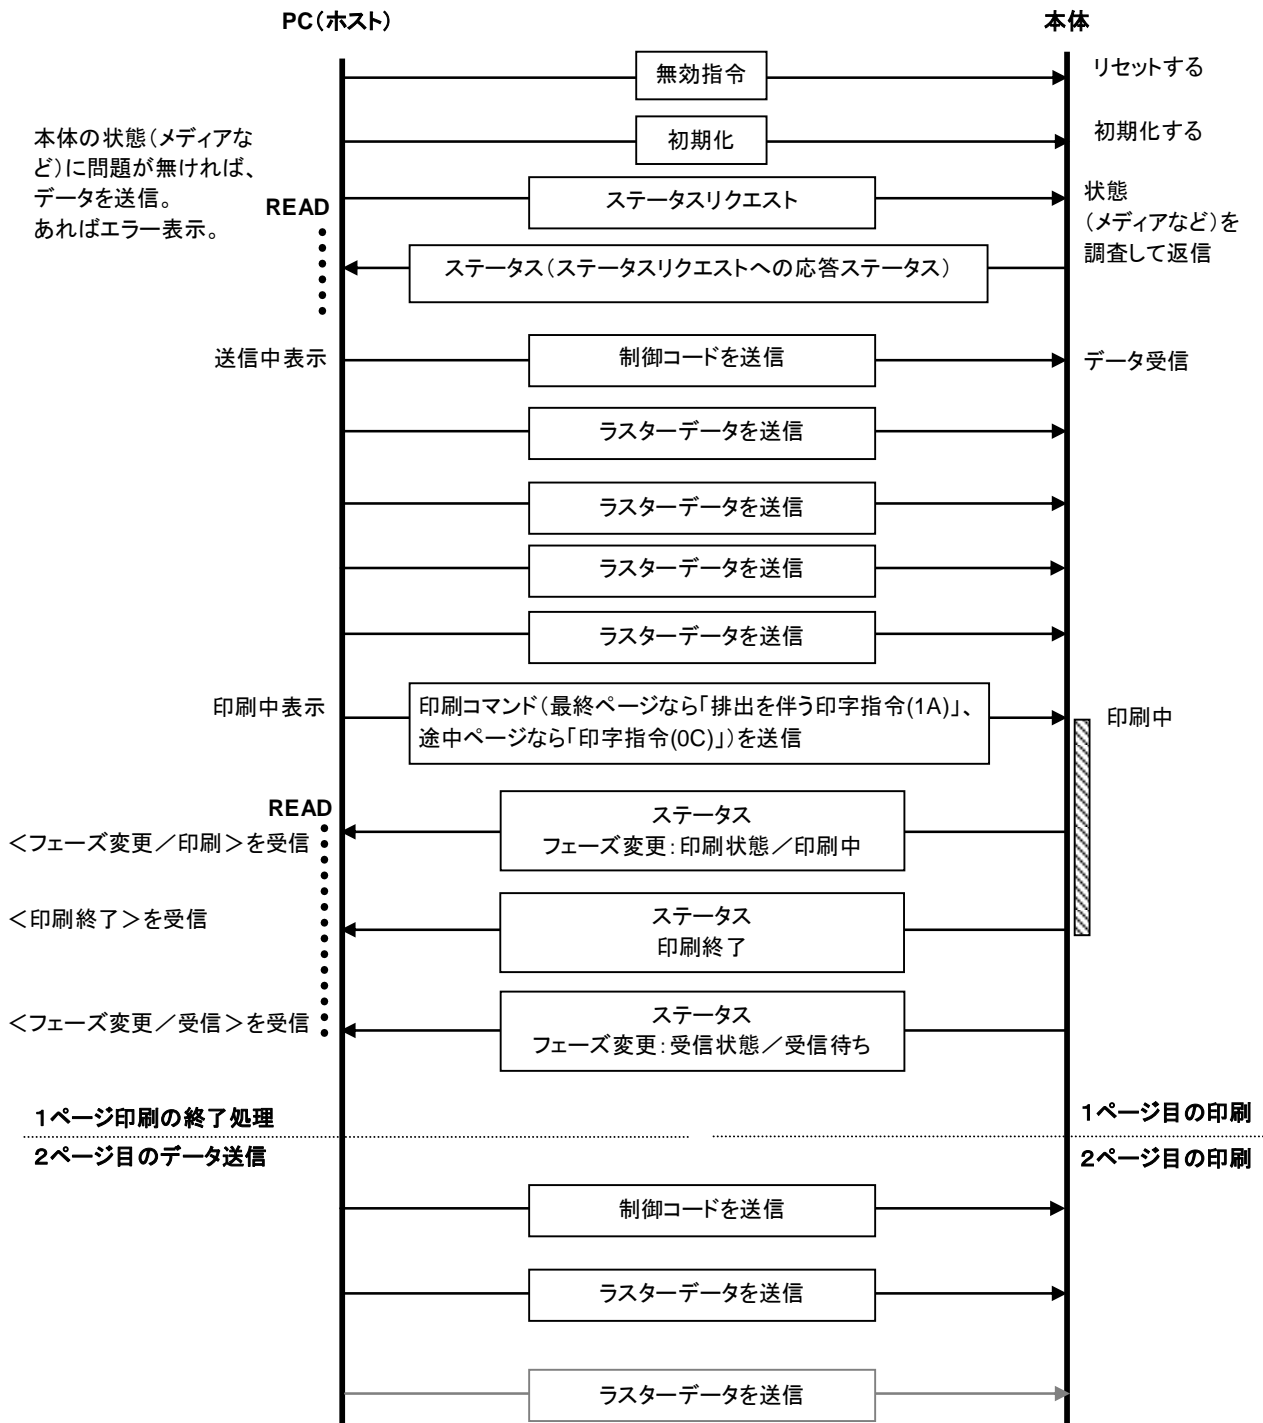 PC（ホスト）
本体
無効指令
リセットする
初期化
初期化する
本体の状態（メディアな
ど）に問題が無ければ、
データを送信。
あればエラー表示。
READ
ステータスリクエスト
状態
（メディアなど）を
調査して返信
ステータス（ステータスリクエストへの応答ステータス）
送信中表示
制御コードを送信
データ受信
ラスターデータを送信
ラスターデータを送信
ラスターデータを送信
ラスターデータを送信
印刷中表示
印刷コマンド（最終ページなら「排出を伴う印字指令(1A)」、
途中ページなら「印字指令(0C)」）を送信
印刷中
READ
＜フェーズ変更／印刷＞を受信
ステータス
フェーズ変更：印刷状態／印刷中
＜印刷終了＞を受信
ステータス
印刷終了
＜フェーズ変更／受信＞を受信
ステータス
フェーズ変更：受信状態／受信待ち
１ページ印刷の終了処理
１ページ目の印刷
２ページ目のデータ送信
２ページ目の印刷
制御コードを送信
ラスターデータを送信
ラスターデータを送信